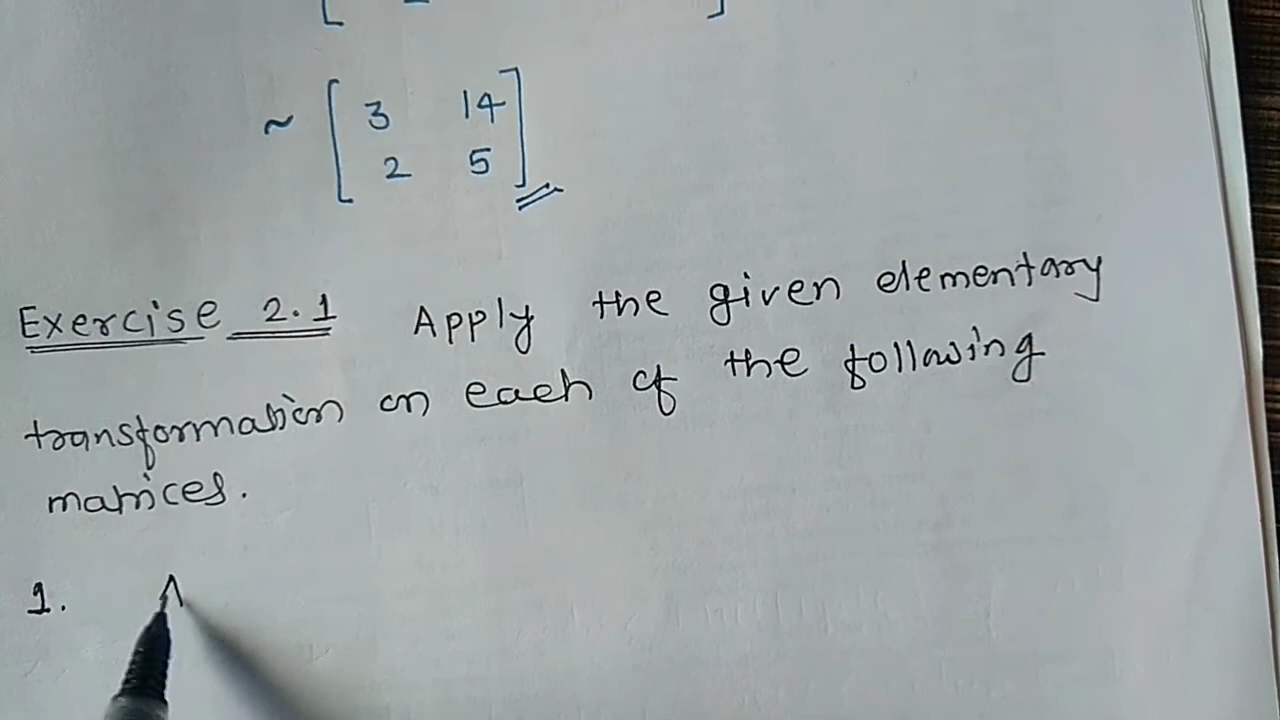 ~ [ 3 14
2 5 ]
Exercise 2.1 Apply the given elementary
transformation on each of the following
matrices.
1. A